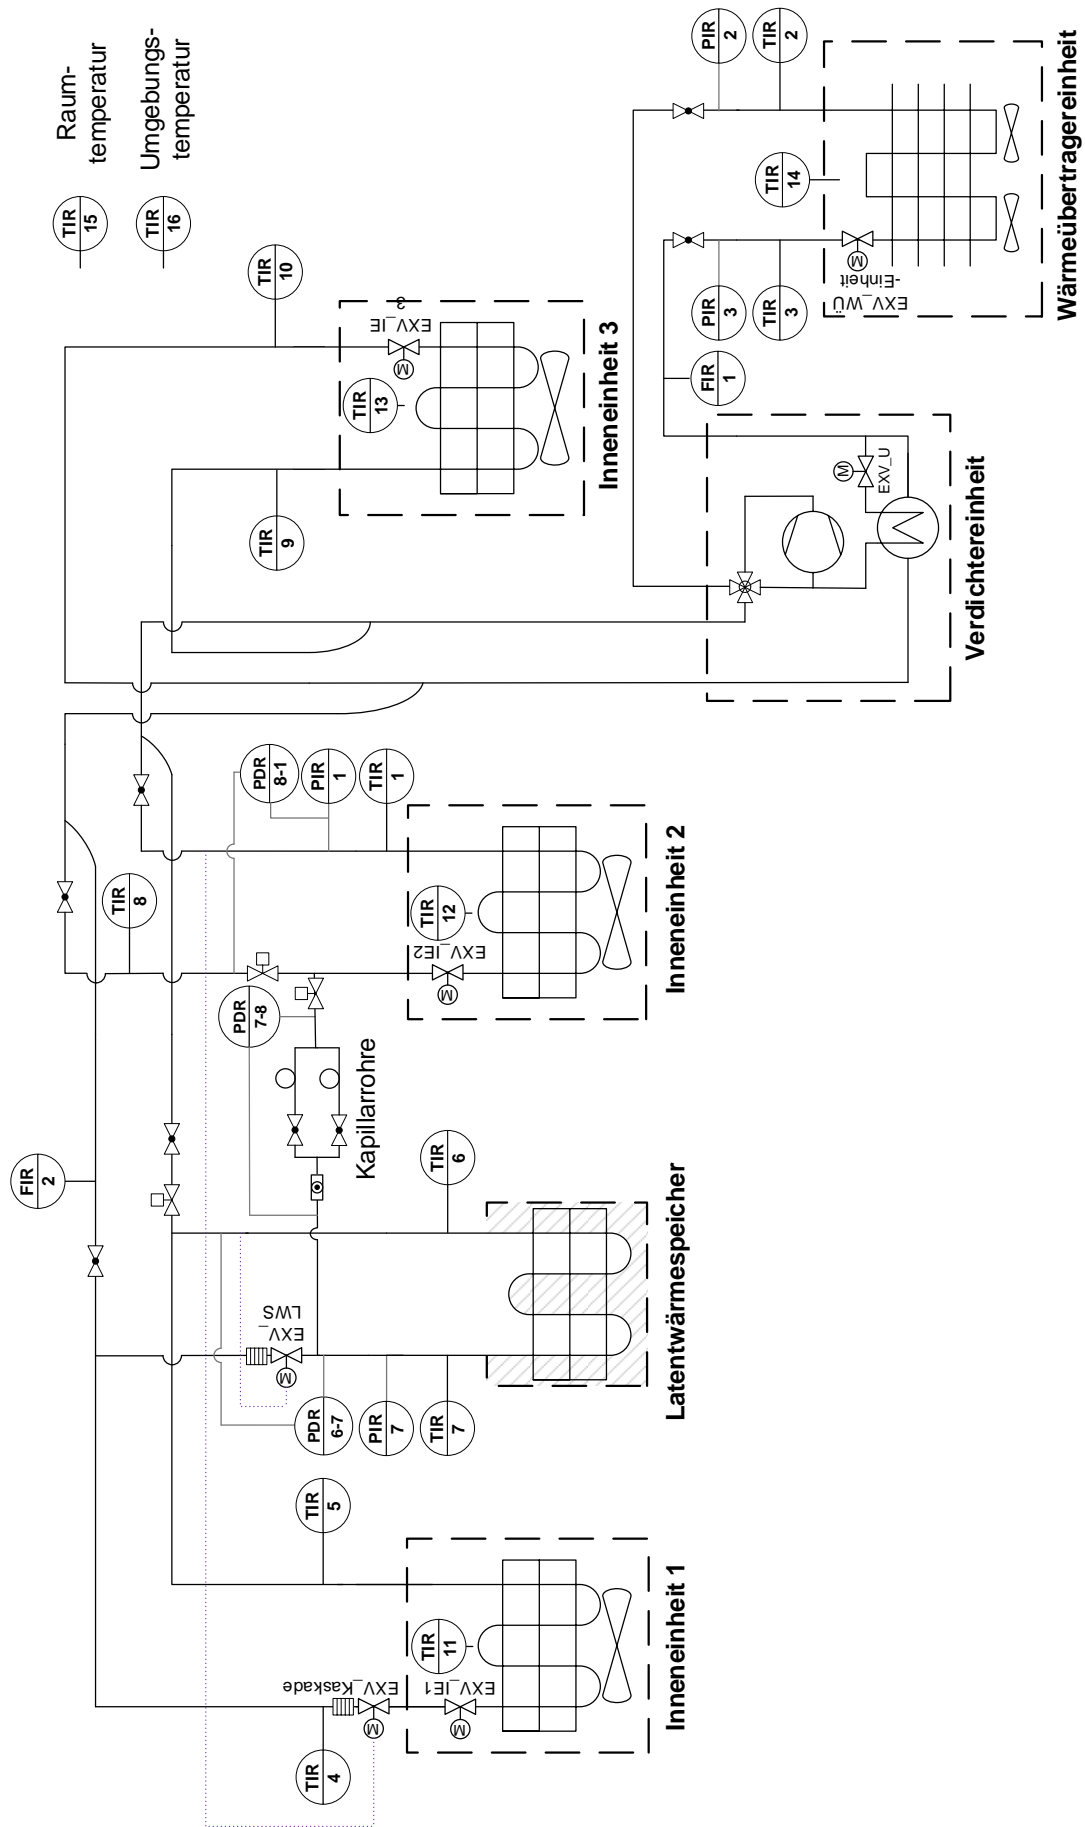 Raum-
temperatur
Umgebungs-
temperatur
TIR
15
TIR
16
PIR
2
TIR
2
TIR
14
PIR
3
TIR
3
FIR
1
M
EXV_WÜ
-Einheit
Wärmeübertragereinheit
TIR
10
TIR
13
M
EXV_IE
3
TIR
9
Inneneinheit 3
M
EXV_U
Verdichtereinheit
PDR
8-1
PIR
1
TIR
1
TIR
8
TIR
12
M
EXV_IE2
Inneneinheit 2
PDR
7-8
Kapillarrohre
FIR
2
TIR
6
EXV_
LWS
M
PDR
6-7
PIR
7
TIR
7
Latentwärmespeicher
TIR
5
TIR
11
EXV_Kaskade
M
EXV_IE1
M
TIR
4
Inneneinheit 1